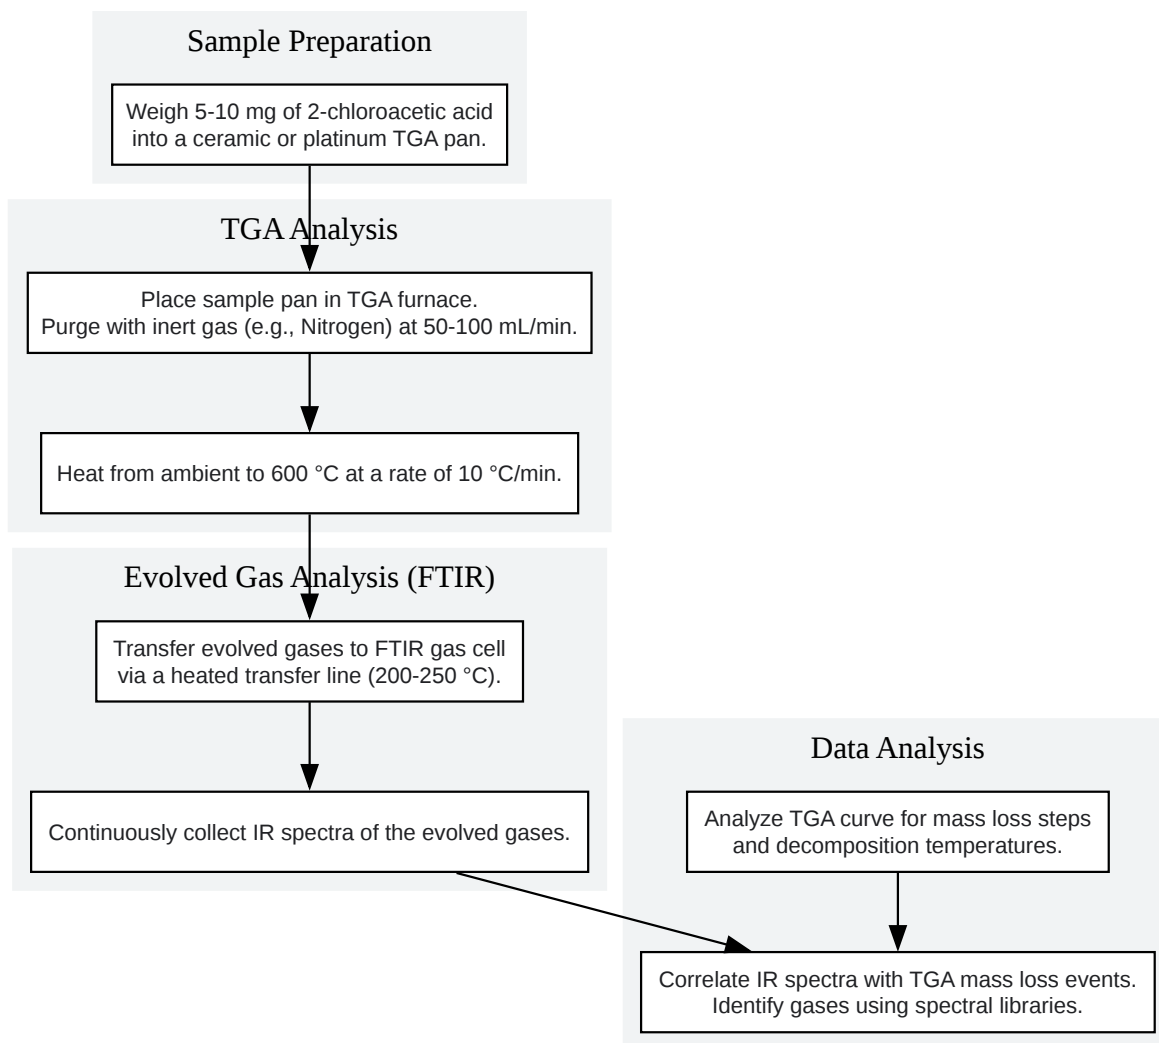 Sample Preparation
Weigh 5-10 mg of 2-chloroacetic acid
into a ceramic or platinum TGA pan.
TGA Analysis
Place sample pan in TGA furnace.
Purge with inert gas (e.g., Nitrogen) at 50-100 mL/min.
Heat from ambient to 600 °C at a rate of 10 °C/min.
Evolved Gas Analysis (FTIR)
Transfer evolved gases to FTIR gas cell
via a heated transfer line (200-250 °C).
Continuously collect IR spectra of the evolved gases.
Data Analysis
Analyze TGA curve for mass loss steps
and decomposition temperatures.
Correlate IR spectra with TGA mass loss events.
Identify gases using spectral libraries.